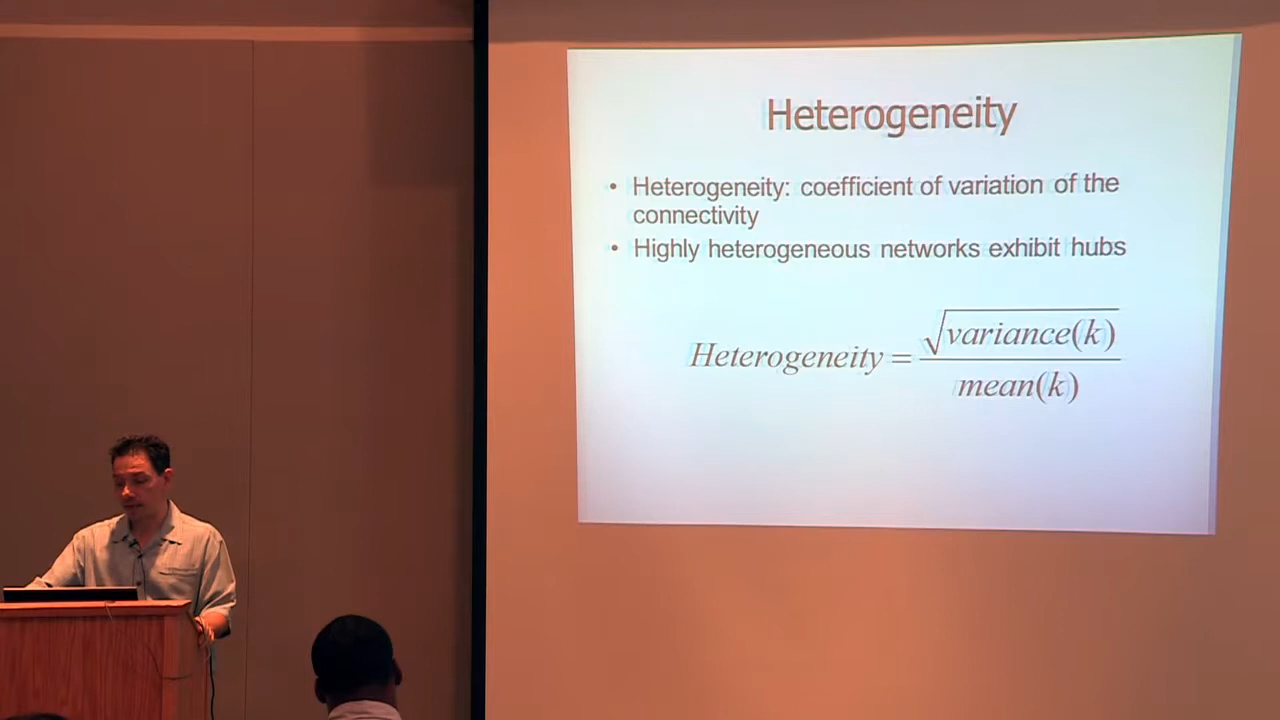 Heterogeneity
• Heterogeneity: coefficient of variation of the
connectivity
• Highly heterogeneous networks exhibit hubs
Heterogeneity = √variance(k) / mean(k)